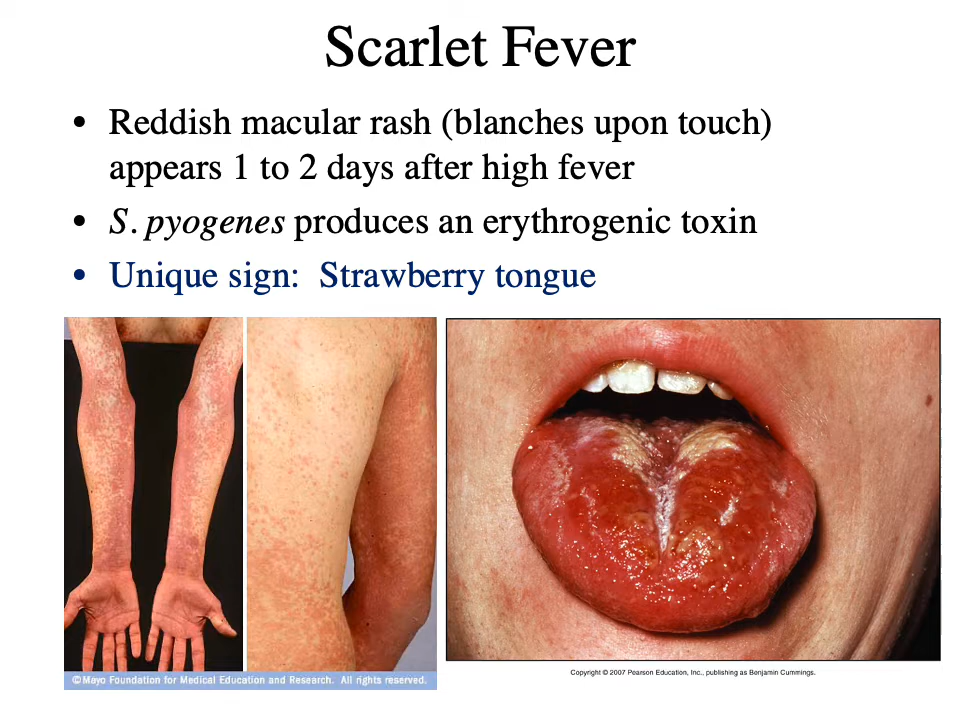 Scarlet Fever
• Reddish macular rash (blanches upon touch)
appears 1 to 2 days after high fever
• S. pyogenes produces an erythrogenic toxin
• Unique sign: Strawberry tongue
©Mayo Foundation for Medical Education and Research. All rights reserved.
Copyright © 2007 Pearson Education, Inc., publishing as Benjamin Cummings.